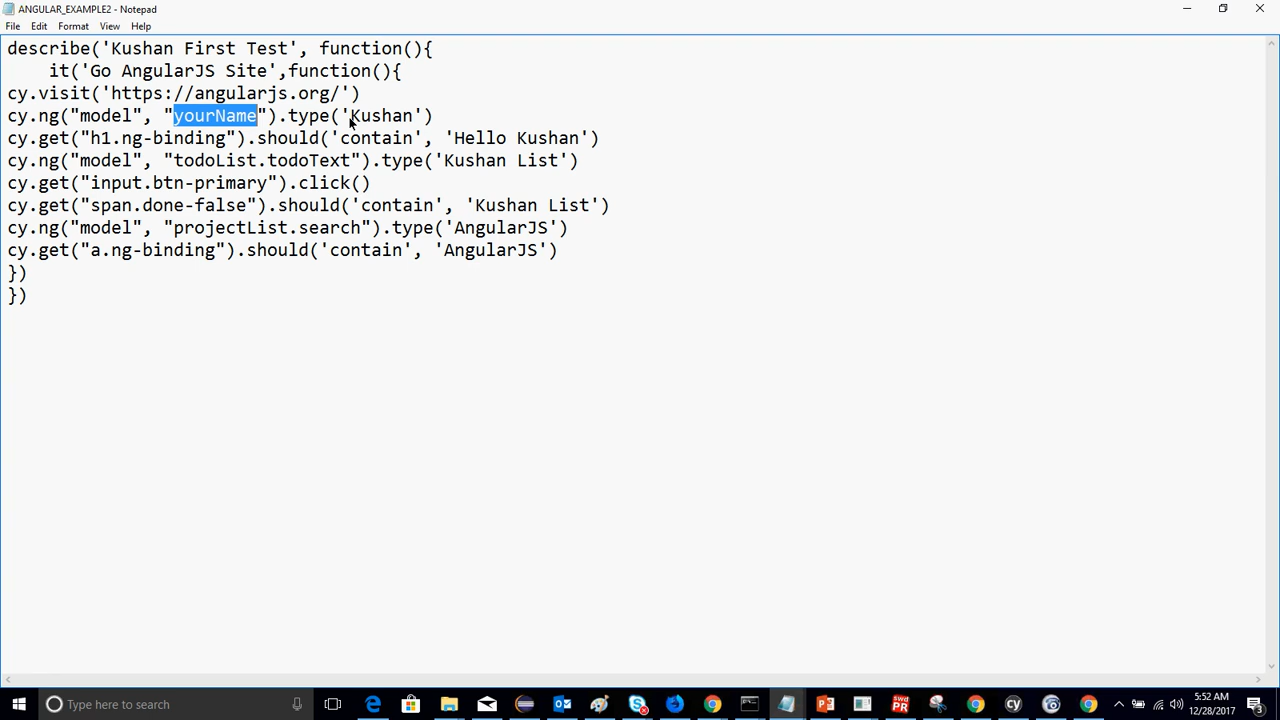 ANGULAR_EXAMPLE2 - Notepad
File Edit Format View Help
describe('Kushan First Test', function(){
    it('Go AngularJS Site',function(){
cy.visit('https://angularjs.org/')
cy.ng("model", "yourName").type('Kushan')
cy.get("h1.ng-binding").should('contain', 'Hello Kushan')
cy.ng("model", "todoList.todoText").type('Kushan List')
cy.get("input.btn-primary").click()
cy.get("span.done-false").should('contain', 'Kushan List')
cy.ng("model", "projectList.search").type('AngularJS')
cy.get("a.ng-binding").should('contain', 'AngularJS')
})
})
Type here to search
swd
PR
cy
5:52 AM
12/28/2017
3